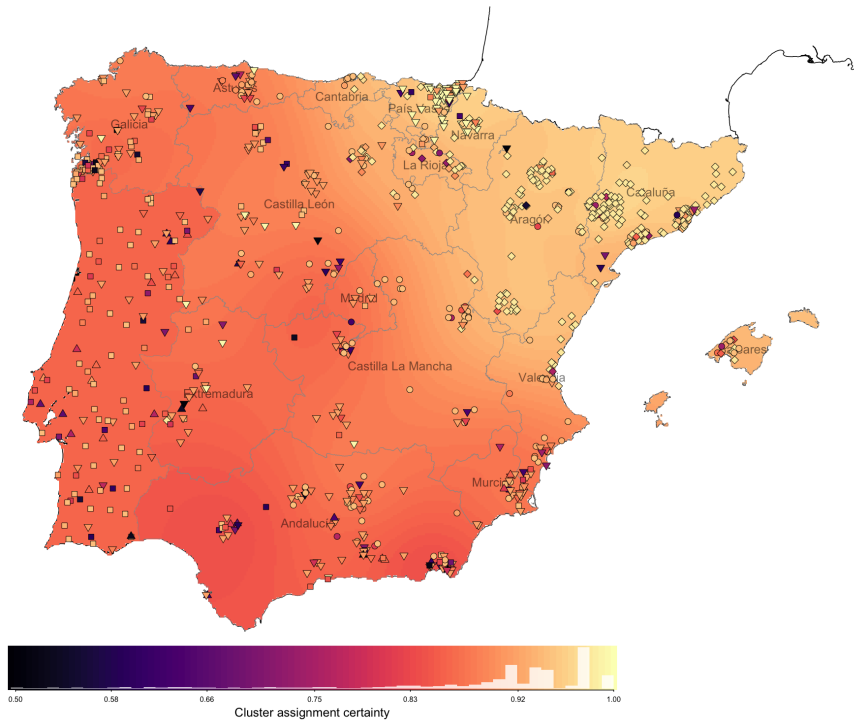 Asturias
Cantabria
País Vasco
Galicia
Navarra
La Rioja
Cataluña
Castilla León
Aragón
Madrid
Baleares
Castilla La Mancha
Valencia
Extremadura
Murcia
Andalucía
0.50 0.58 0.66 0.75 0.83 0.92 1.00
Cluster assignment certainty